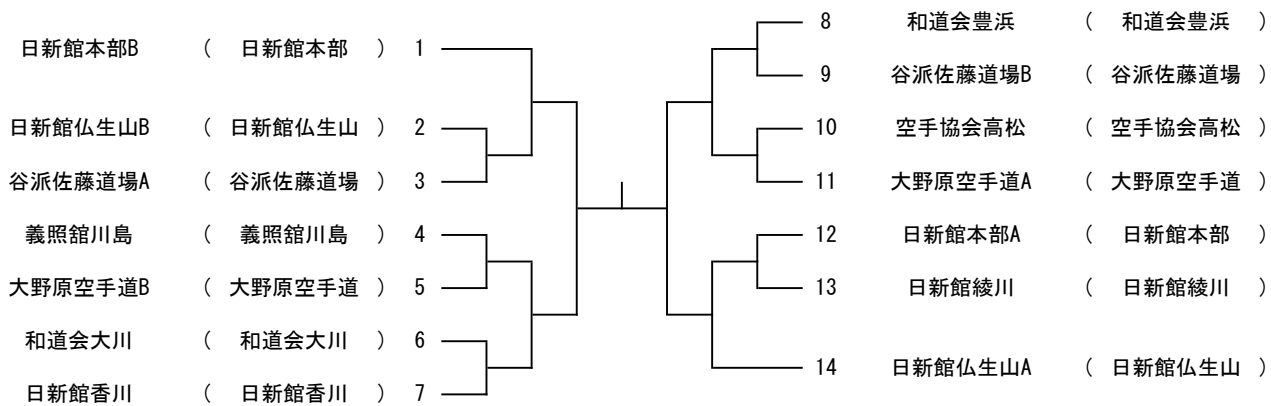 日新館本部B ( 日新館本部 ) 1
日新館仏生山B ( 日新館仏生山 ) 2
谷派佐藤道場A ( 谷派佐藤道場 ) 3
義照舘川島 ( 義照舘川島 ) 4
大野原空手道B ( 大野原空手道 ) 5
和道会大川 ( 和道会大川 ) 6
日新館香川 ( 日新館香川 ) 7
8 和道会豊浜 ( 和道会豊浜 )
9 谷派佐藤道場B ( 谷派佐藤道場 )
10 空手協会高松 ( 空手協会高松 )
11 大野原空手道A ( 大野原空手道 )
12 日新館本部A ( 日新館本部 )
13 日新館綾川 ( 日新館綾川 )
14 日新館仏生山A ( 日新館仏生山 )